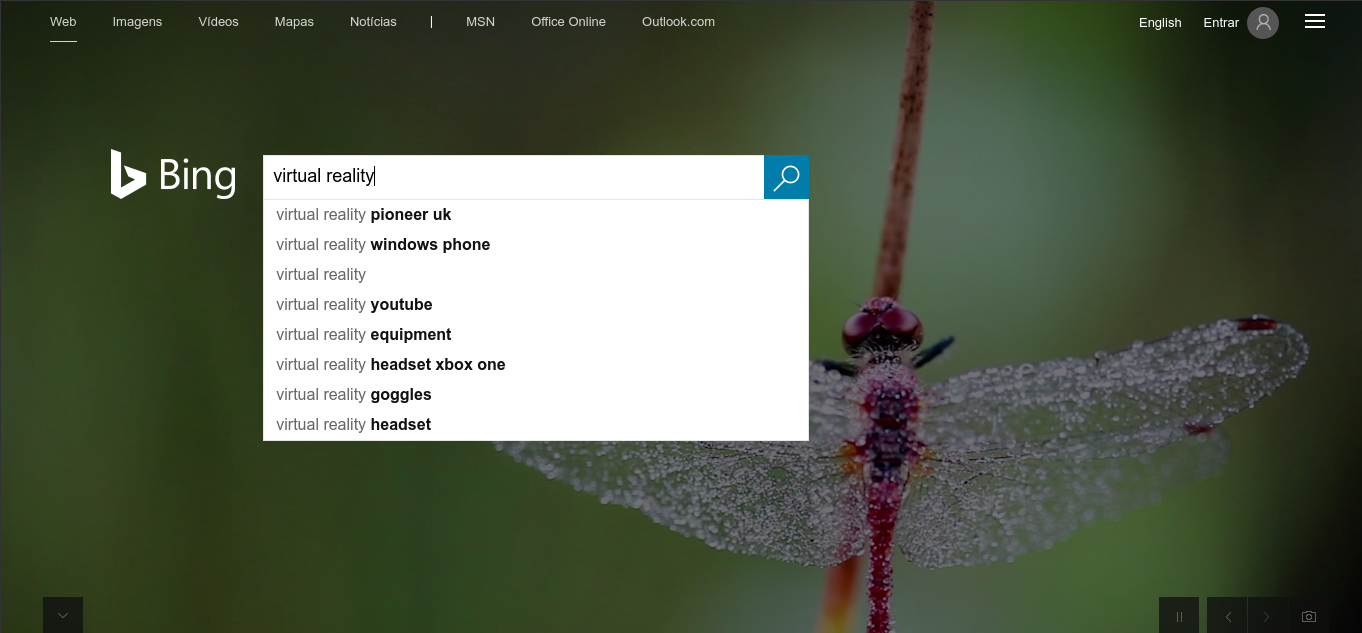 Web Imagens Vídeos Mapas Notícias | MSN Office Online Outlook.com English Entrar
Bing
virtual reality
virtual reality pioneer uk
virtual reality windows phone
virtual reality
virtual reality youtube
virtual reality equipment
virtual reality headset xbox one
virtual reality goggles
virtual reality headset